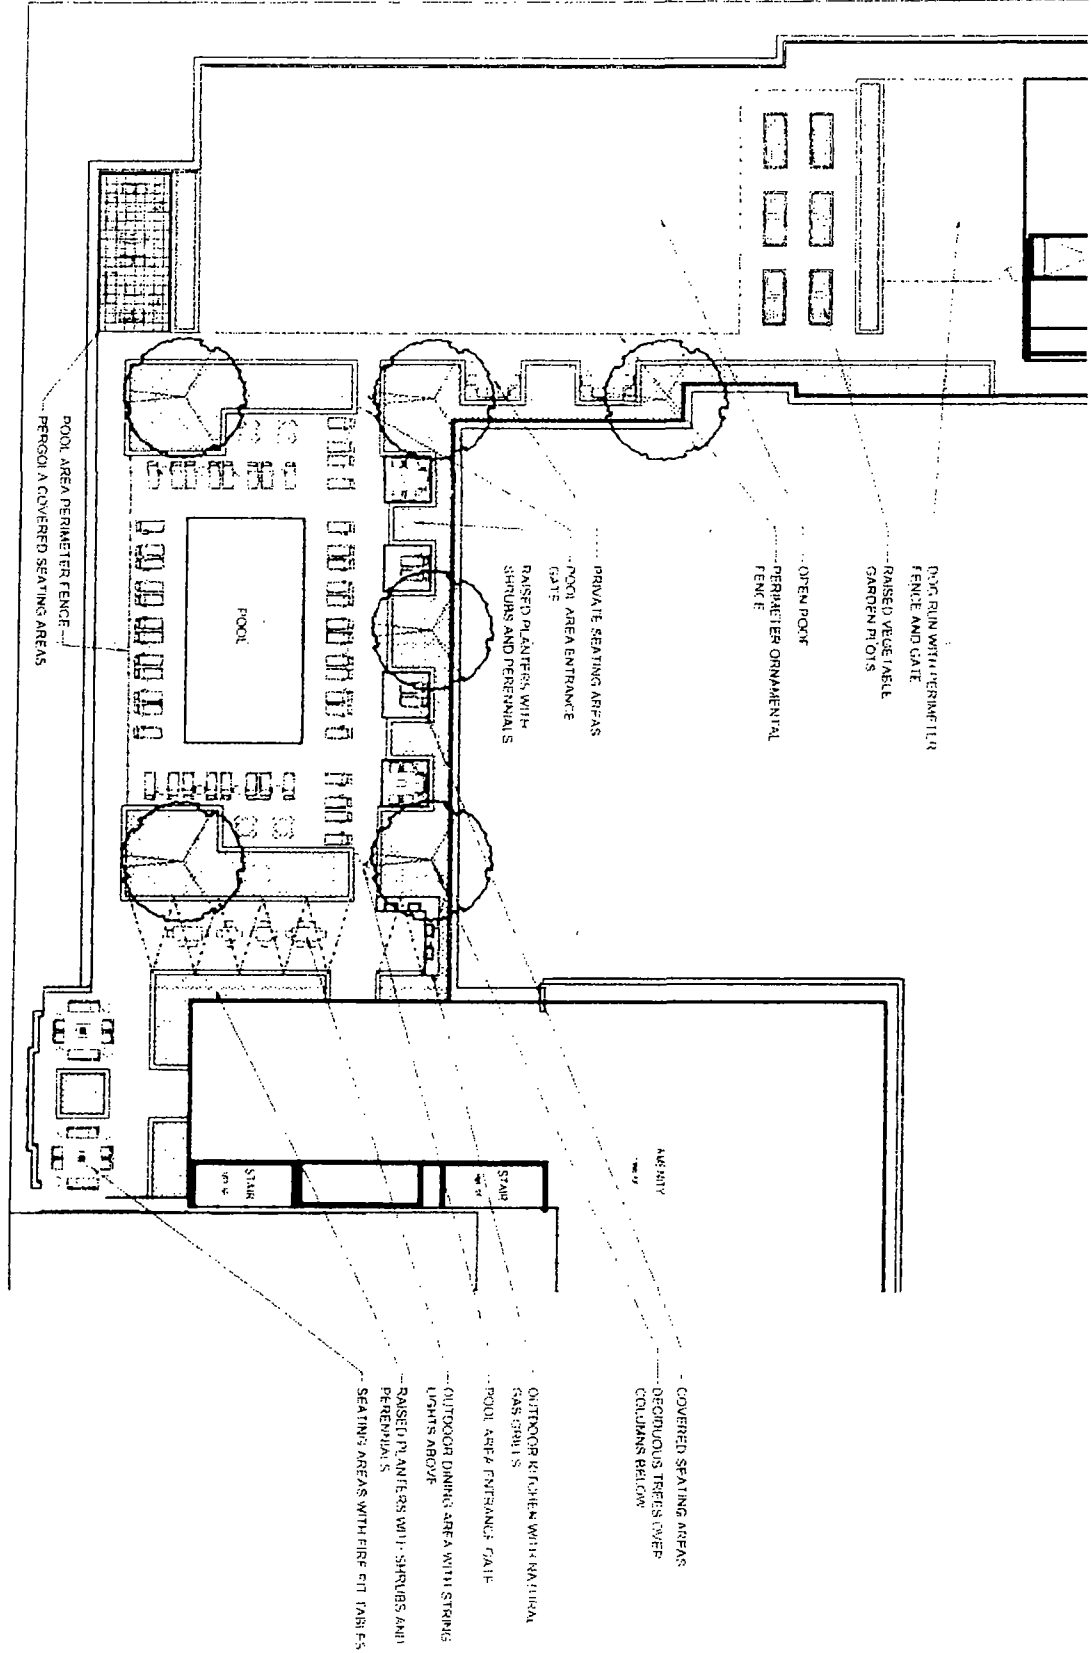 DOG RUN WITH PERIMETER
FENCE AND GATE
RAISED VEGETABLE
GARDEN PLOTS
OPEN ROOF
PERIMETER ORNAMENTAL
FENCE
PRIVATE SEATING AREAS
POOL AREA ENTRANCE
GATE
RAISED PLANTERS WITH
SHRUBS AND PERENNIALS
POOL
POOL AREA PERIMETER FENCE
PERGOLA COVERED SEATING AREAS
AMENITY
STAIR
STAIR
COVERED SEATING AREAS
DECIDUOUS TREES OVER
COLUMNS BELOW
OUTDOOR KITCHEN WITH NATURAL
GAS GRILLS
POOL AREA ENTRANCE GATE
OUTDOOR DINING AREA WITH STRING
LIGHTS ABOVE
RAISED PLANTERS WITH SHRUBS AND
PERENNIALS
SEATING AREAS WITH FIRE PIT TABLES